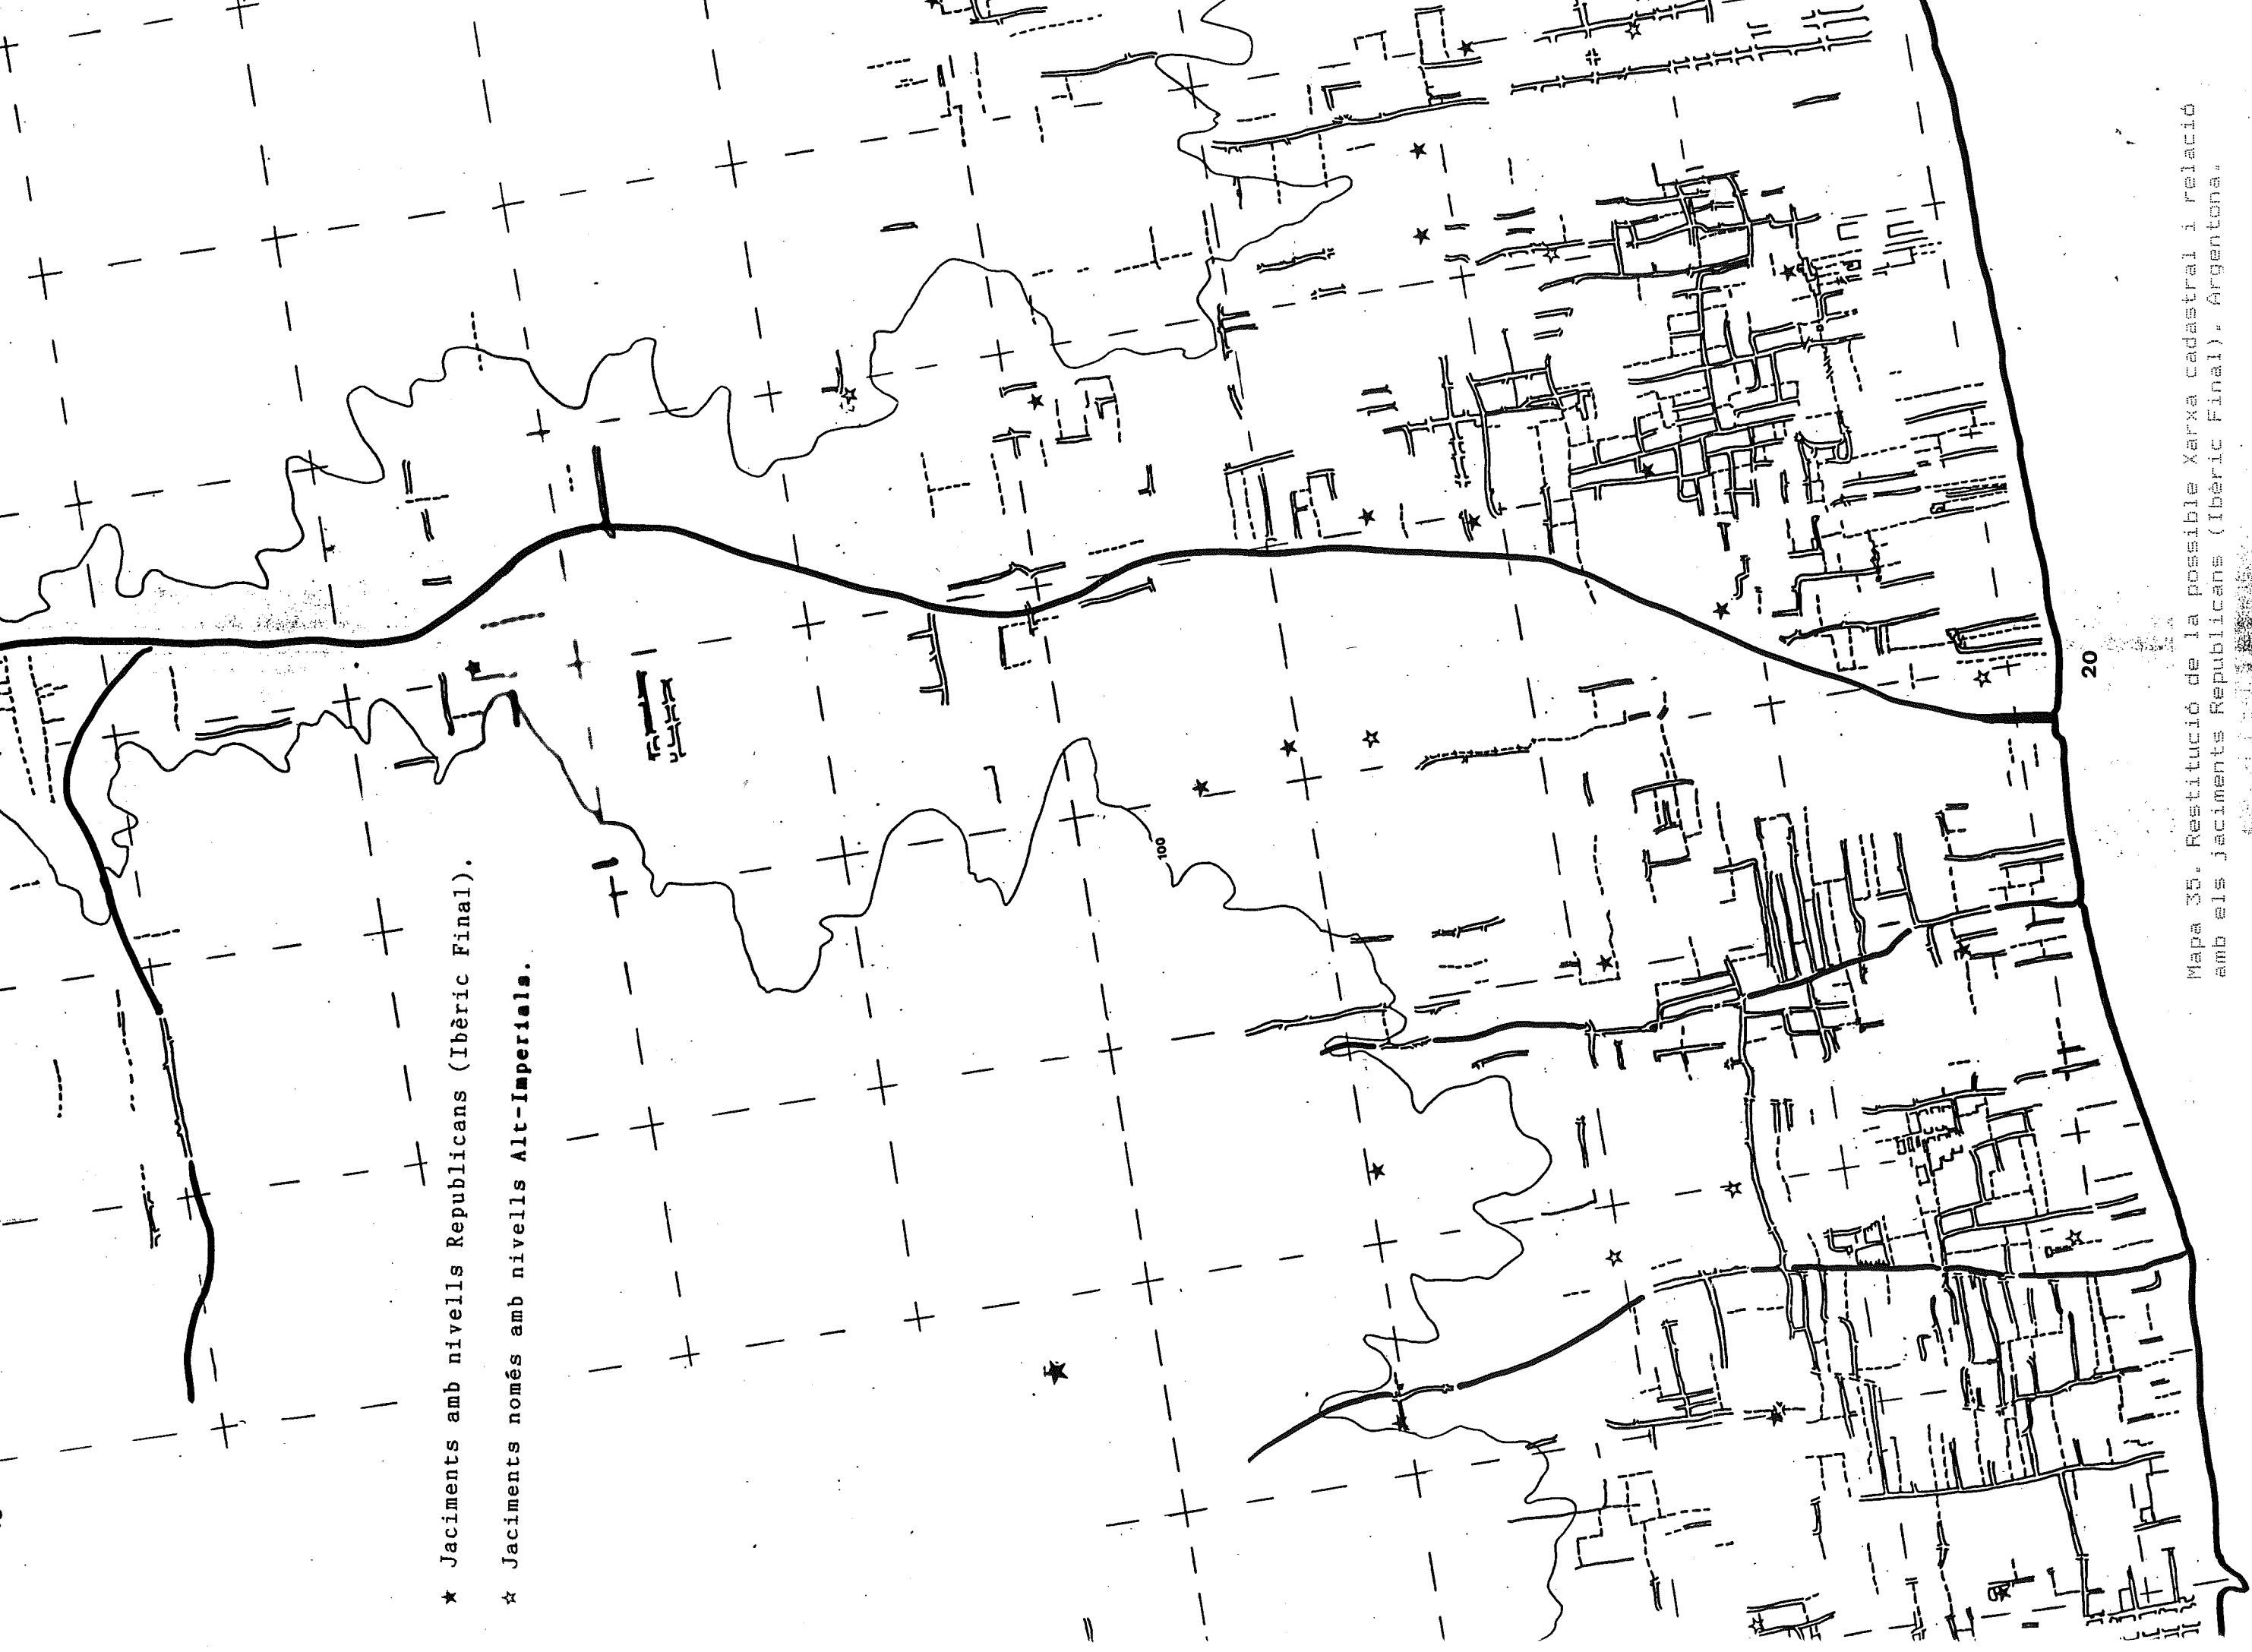 ★ Jaciments amb nivells Republicans (Ibèric Final).
☆ Jaciments només amb nivells Alt-Imperials.
100
20
Mapa 35. Restitució de la possible Xarxa cadastral i relació
amb els jaciments Republicans (Ibèric Final). Argentona.